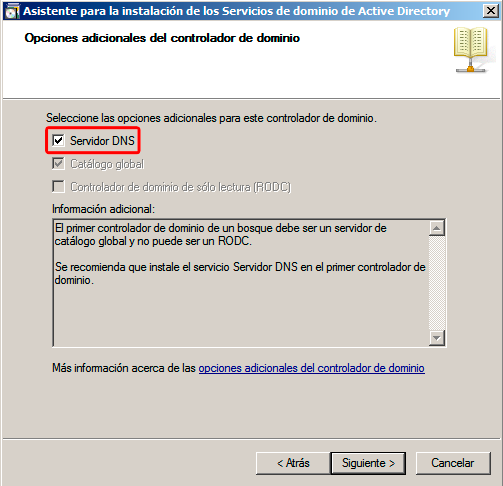 Asistente para la instalación de los Servicios de dominio de Active Directory
Opciones adicionales del controlador de dominio
Seleccione las opciones adicionales para este controlador de dominio.
Servidor DNS
Catálogo global
Controlador de dominio de sólo lectura (RODC)
Información adicional:
El primer controlador de dominio de un bosque debe ser un servidor de
catálogo global y no puede ser un RODC.
Se recomienda que instale el servicio Servidor DNS en el primer controlador de
dominio.
Más información acerca de las opciones adicionales del controlador de dominio
< Atrás
Siguiente >
Cancelar